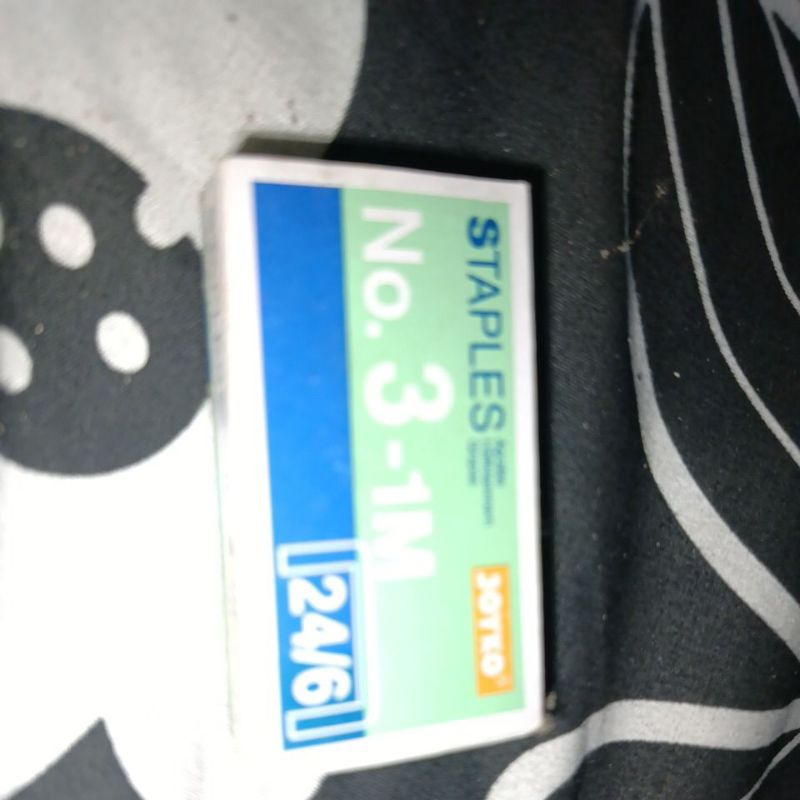 STAPLES
JOYKO
No. 3-1M
24/6